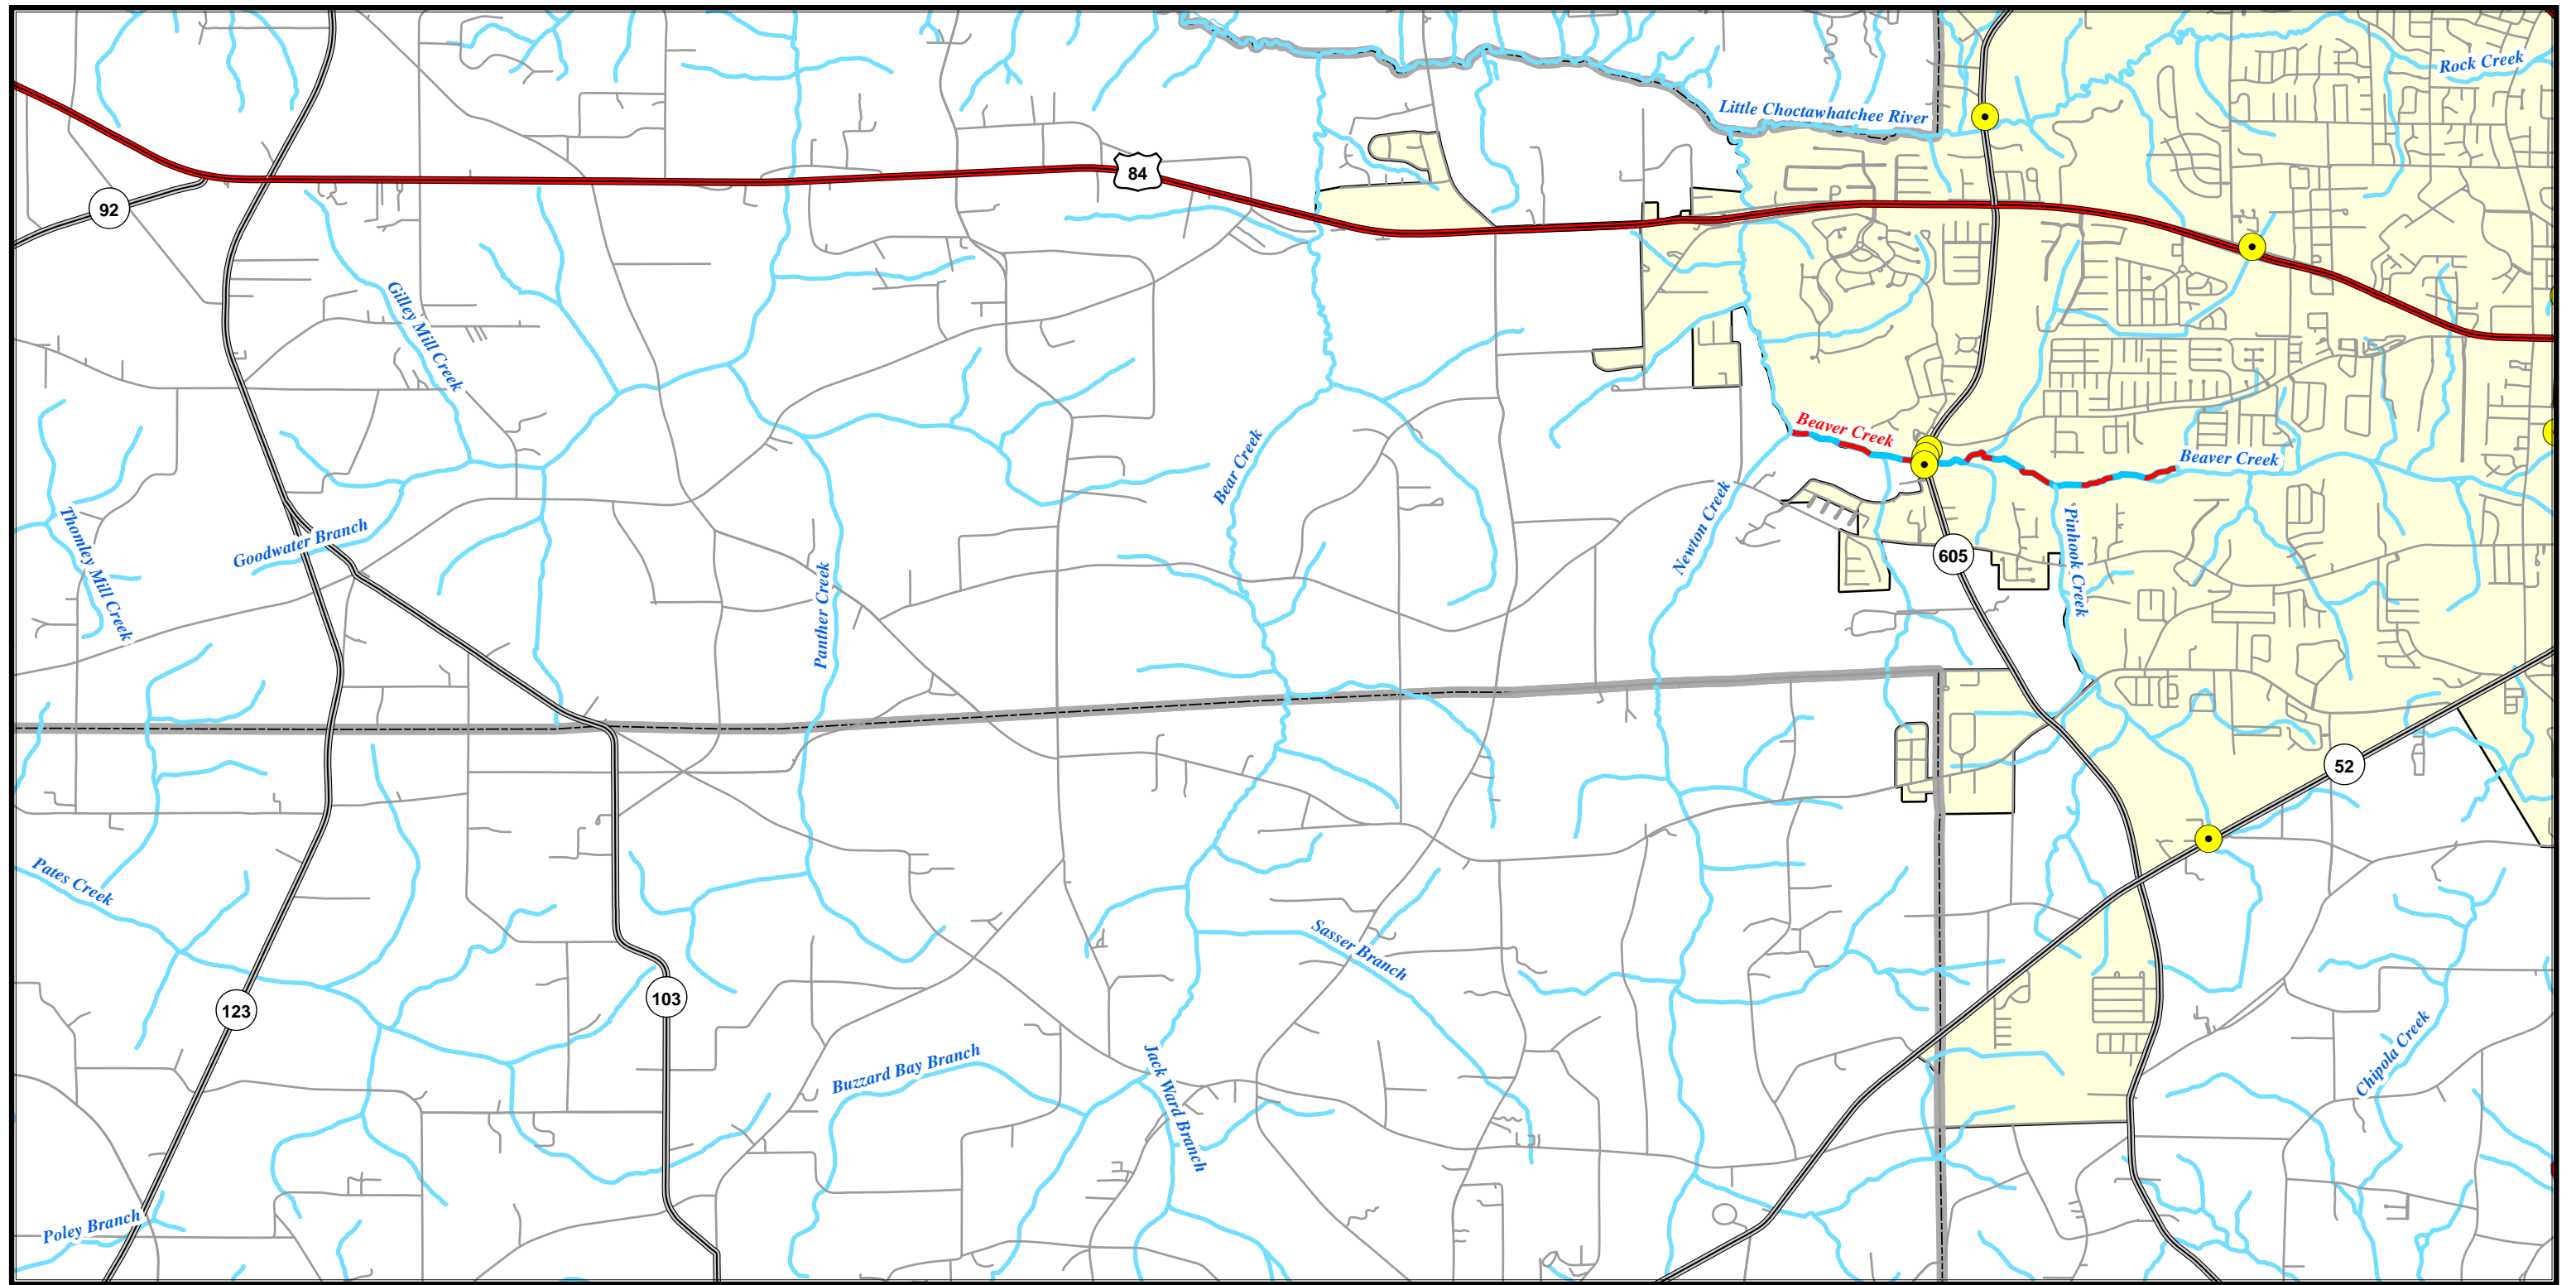 Rock Creek
Little Choctawhatchee River
84
92
Gilley Mill Creek
Beaver Creek
Beaver Creek
Bear Creek
Newton Creek
Thomley Mill Creek
Goodwater Branch
Pinhook Creek
605
Panther Creek
52
Pates Creek
Sasser Branch
103
123
Chipola Creek
Buzzard Bay Branch
Jack Ward Branch
Poley Branch